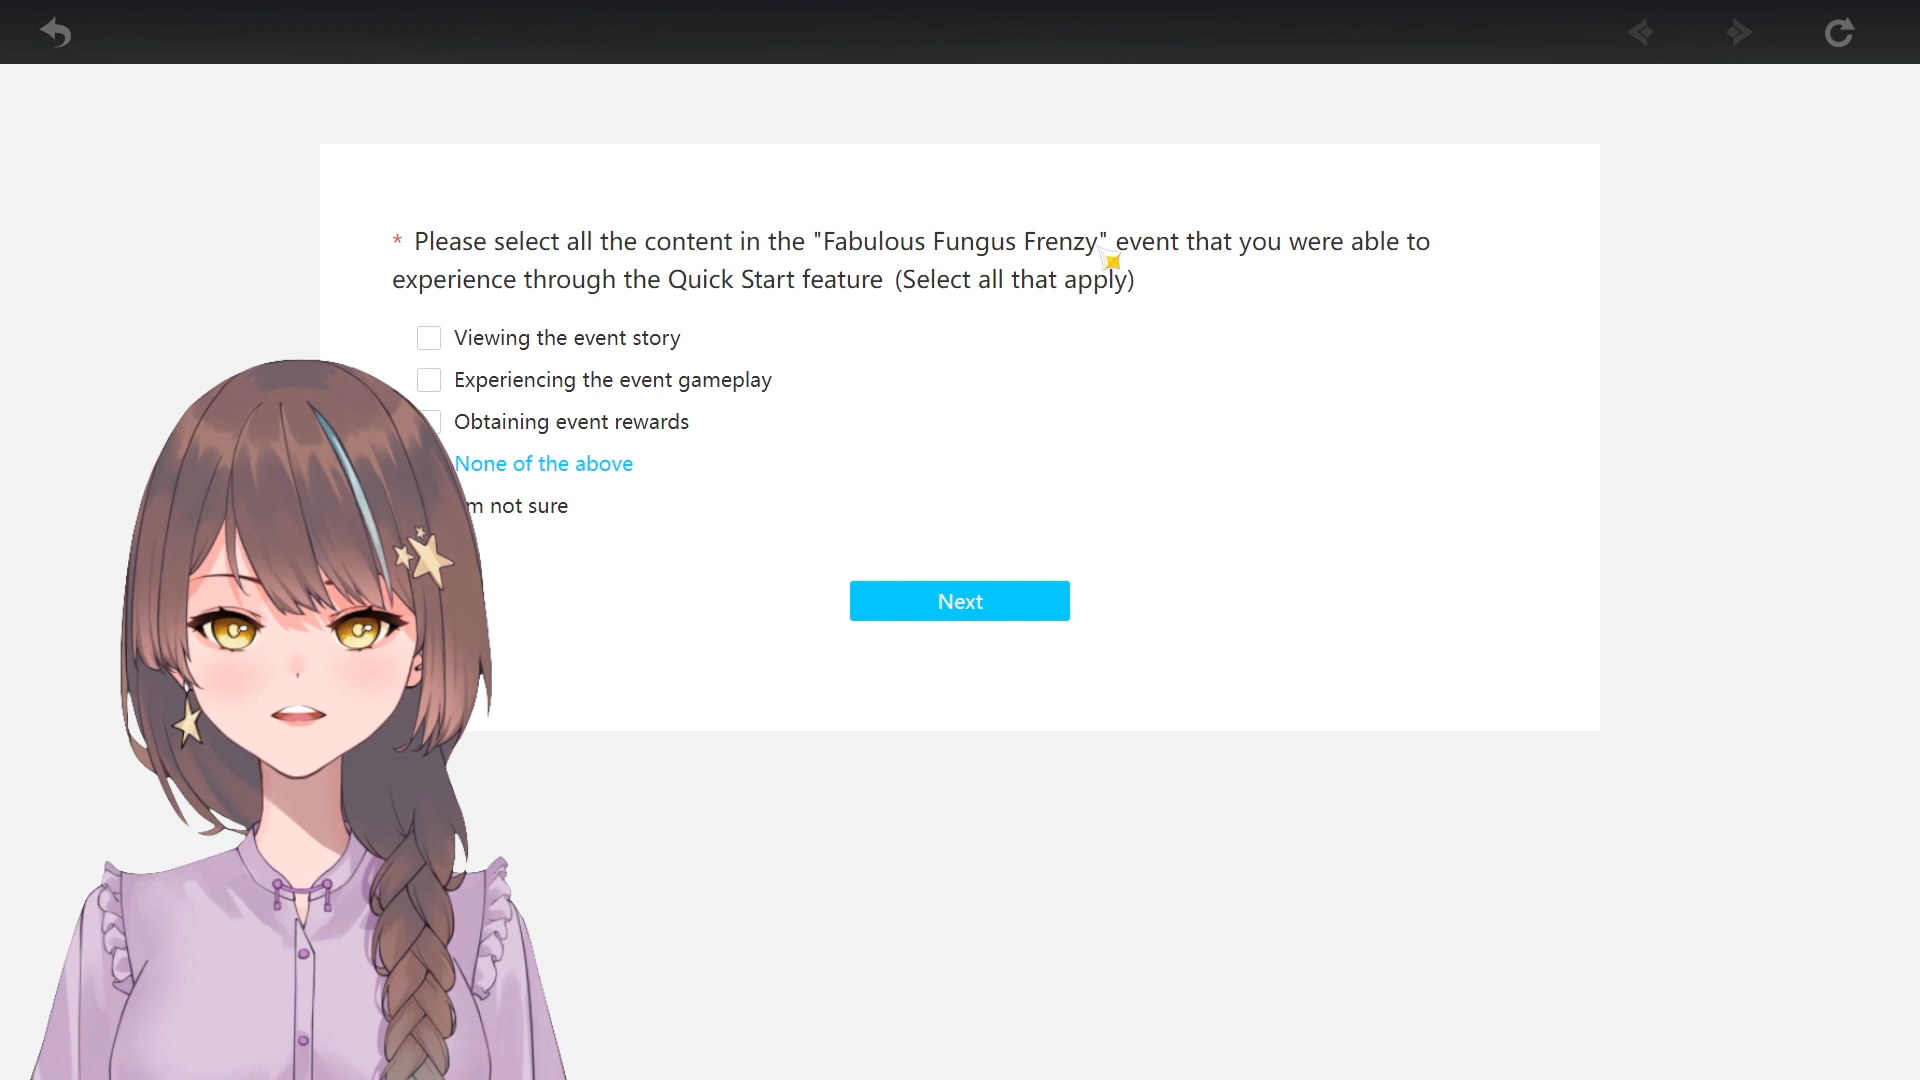 * Please select all the content in the "Fabulous Fungus Frenzy" event that you were able to
experience through the Quick Start feature (Select all that apply)
Viewing the event story
Experiencing the event gameplay
Obtaining event rewards
None of the above
m not sure
Next